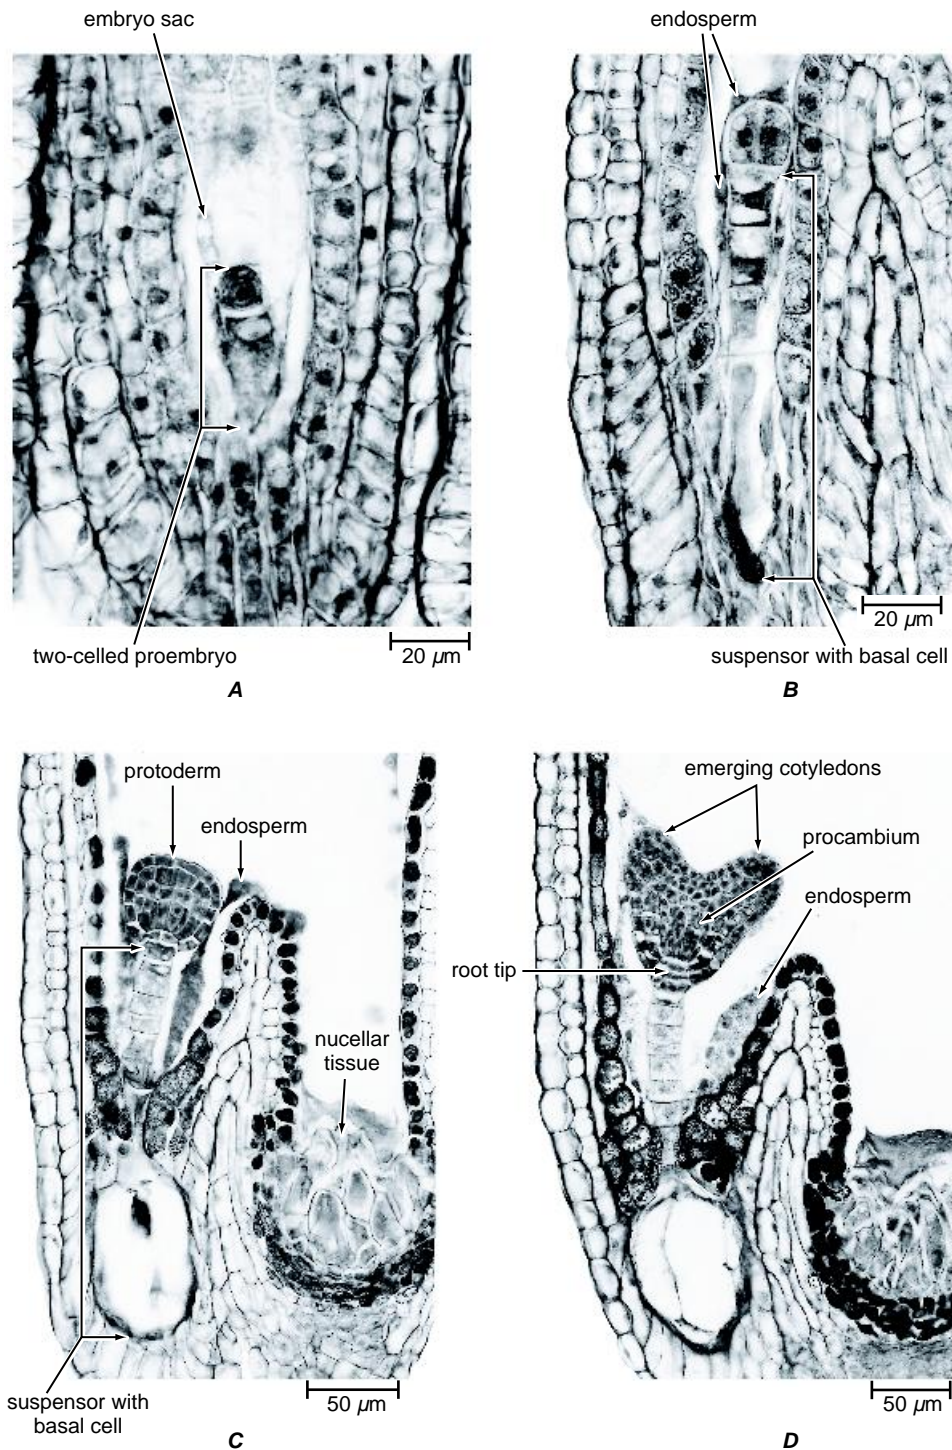 embryo sac
endosperm
20 µm
20 µm
two-celled proembryo
suspensor with basal cell
A
B
protoderm
endosperm
emerging cotyledons
procambium
endosperm
root tip
nucellar
tissue
suspensor with
basal cell
50 µm
50 µm
C
D